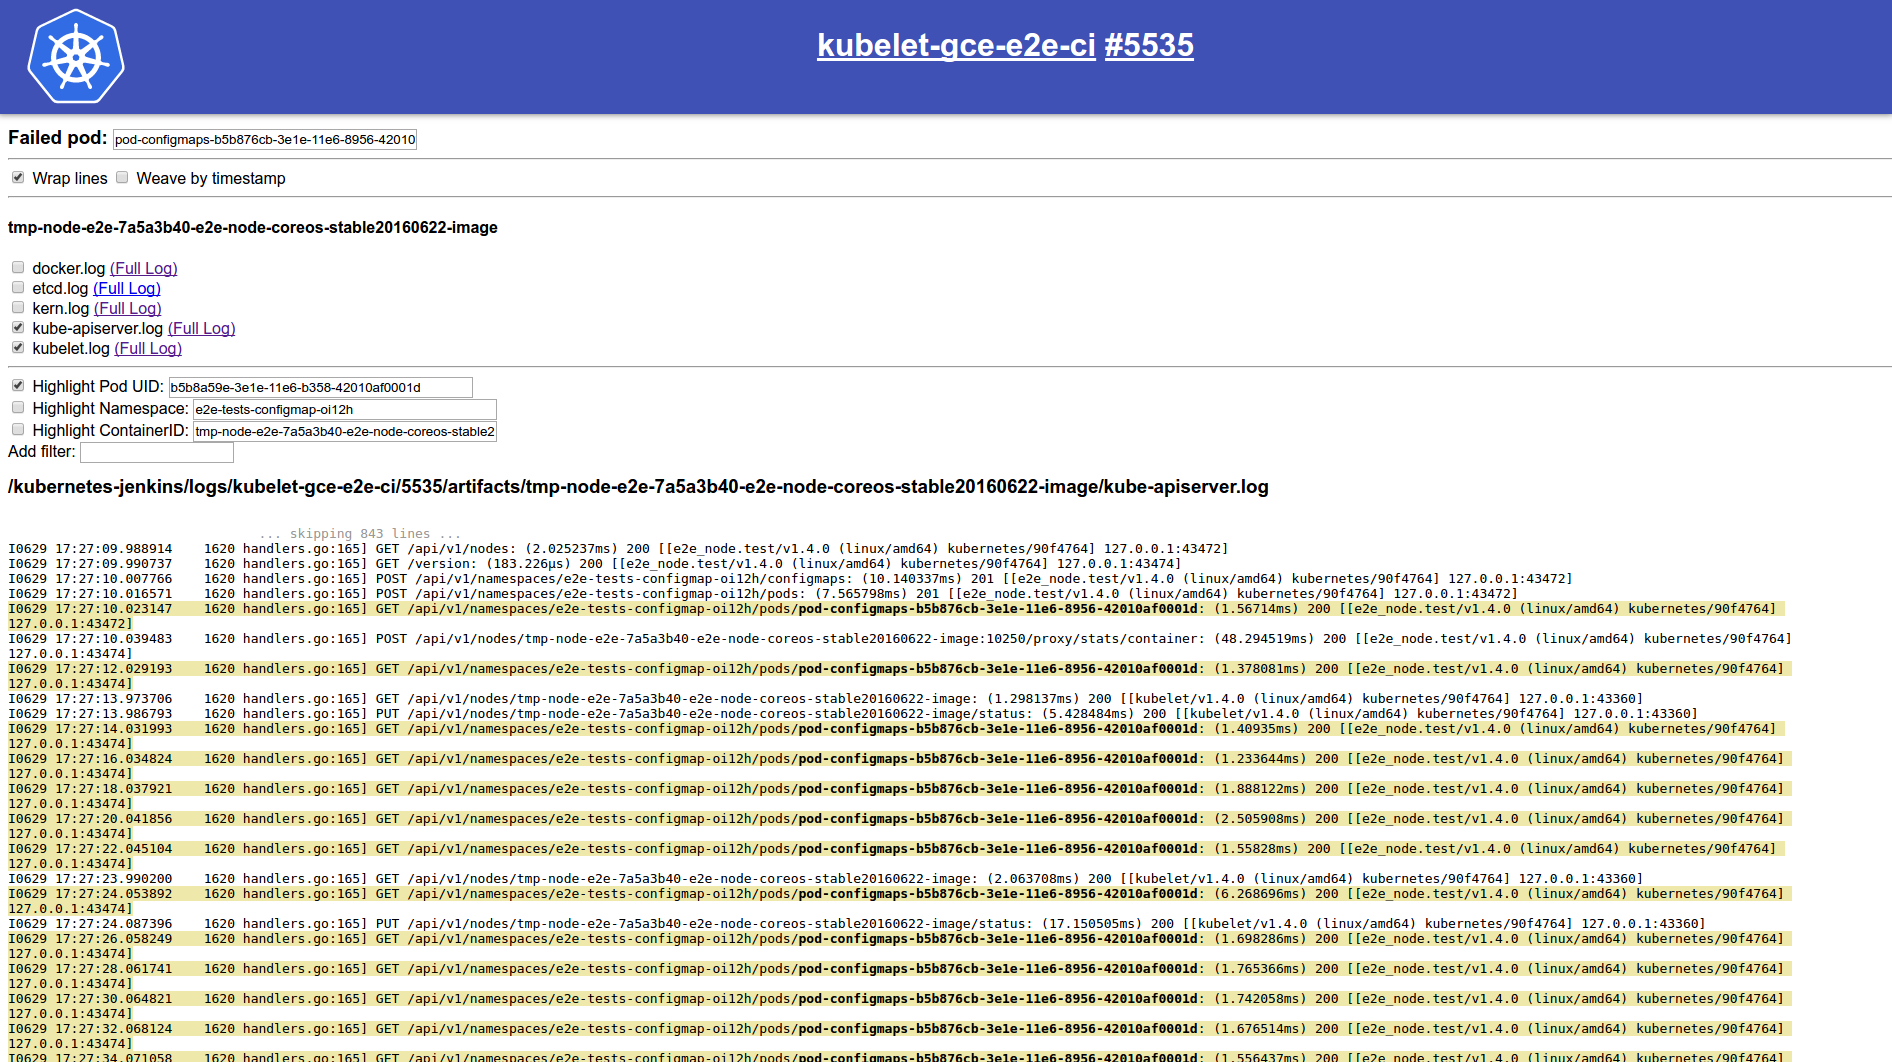 kubelet-gce-e2e-ci #5535
Failed pod: pod-configmaps-b5b876cb-3e1e-11e6-8956-42010
Wrap lines Weave by timestamp
tmp-node-e2e-7a5a3b40-e2e-node-coreos-stable20160622-image
docker.log (Full Log)
etcd.log (Full Log)
kern.log (Full Log)
kube-apiserver.log (Full Log)
kubelet.log (Full Log)
Highlight Pod UID: b5b8a59e-3e1e-11e6-b358-42010af0001d
Highlight Namespace: e2e-tests-configmap-oi12h
Highlight ContainerID: tmp-node-e2e-7a5a3b40-e2e-node-coreos-stable2
Add filter:
/kubernetes-jenkins/logs/kubelet-gce-e2e-ci/5535/artifacts/tmp-node-e2e-7a5a3b40-e2e-node-coreos-stable20160622-image/kube-apiserver.log
... skipping 843 lines ...
I0629 17:27:09.988914    1620 handlers.go:165] GET /api/v1/nodes: (2.025237ms) 200 [[e2e_node.test/v1.4.0 (linux/amd64) kubernetes/90f4764] 127.0.0.1:43472]
I0629 17:27:09.990737    1620 handlers.go:165] GET /version: (183.226µs) 200 [[e2e_node.test/v1.4.0 (linux/amd64) kubernetes/90f4764] 127.0.0.1:43474]
I0629 17:27:10.007766    1620 handlers.go:165] POST /api/v1/namespaces/e2e-tests-configmap-oi12h/configmaps: (10.140337ms) 201 [[e2e_node.test/v1.4.0 (linux/amd64) kubernetes/90f4764] 127.0.0.1:43472]
I0629 17:27:10.016571    1620 handlers.go:165] POST /api/v1/namespaces/e2e-tests-configmap-oi12h/pods: (7.565798ms) 201 [[e2e_node.test/v1.4.0 (linux/amd64) kubernetes/90f4764] 127.0.0.1:43472]
I0629 17:27:10.023147    1620 handlers.go:165] GET /api/v1/namespaces/e2e-tests-configmap-oi12h/pods/pod-configmaps-b5b876cb-3e1e-11e6-8956-42010af0001d: (1.56714ms) 200 [[e2e_node.test/v1.4.0 (linux/amd64) kubernetes/90f4764]
127.0.0.1:43472]
I0629 17:27:10.039483    1620 handlers.go:165] POST /api/v1/nodes/tmp-node-e2e-7a5a3b40-e2e-node-coreos-stable20160622-image:10250/proxy/stats/container: (48.294519ms) 200 [[e2e_node.test/v1.4.0 (linux/amd64) kubernetes/90f4764]
127.0.0.1:43474]
I0629 17:27:12.029193    1620 handlers.go:165] GET /api/v1/namespaces/e2e-tests-configmap-oi12h/pods/pod-configmaps-b5b876cb-3e1e-11e6-8956-42010af0001d: (1.378081ms) 200 [[e2e_node.test/v1.4.0 (linux/amd64) kubernetes/90f4764]
127.0.0.1:43474]
I0629 17:27:13.973706    1620 handlers.go:165] GET /api/v1/nodes/tmp-node-e2e-7a5a3b40-e2e-node-coreos-stable20160622-image: (1.298137ms) 200 [[kubelet/v1.4.0 (linux/amd64) kubernetes/90f4764] 127.0.0.1:43360]
I0629 17:27:13.986793    1620 handlers.go:165] PUT /api/v1/nodes/tmp-node-e2e-7a5a3b40-e2e-node-coreos-stable20160622-image/status: (5.428484ms) 200 [[kubelet/v1.4.0 (linux/amd64) kubernetes/90f4764] 127.0.0.1:43360]
I0629 17:27:14.031993    1620 handlers.go:165] GET /api/v1/namespaces/e2e-tests-configmap-oi12h/pods/pod-configmaps-b5b876cb-3e1e-11e6-8956-42010af0001d: (1.40935ms) 200 [[e2e_node.test/v1.4.0 (linux/amd64) kubernetes/90f4764]
127.0.0.1:43474]
I0629 17:27:16.034824    1620 handlers.go:165] GET /api/v1/namespaces/e2e-tests-configmap-oi12h/pods/pod-configmaps-b5b876cb-3e1e-11e6-8956-42010af0001d: (1.233644ms) 200 [[e2e_node.test/v1.4.0 (linux/amd64) kubernetes/90f4764]
127.0.0.1:43474]
I0629 17:27:18.037921    1620 handlers.go:165] GET /api/v1/namespaces/e2e-tests-configmap-oi12h/pods/pod-configmaps-b5b876cb-3e1e-11e6-8956-42010af0001d: (1.888122ms) 200 [[e2e_node.test/v1.4.0 (linux/amd64) kubernetes/90f4764]
127.0.0.1:43474]
I0629 17:27:20.041856    1620 handlers.go:165] GET /api/v1/namespaces/e2e-tests-configmap-oi12h/pods/pod-configmaps-b5b876cb-3e1e-11e6-8956-42010af0001d: (2.505908ms) 200 [[e2e_node.test/v1.4.0 (linux/amd64) kubernetes/90f4764]
127.0.0.1:43474]
I0629 17:27:22.045104    1620 handlers.go:165] GET /api/v1/namespaces/e2e-tests-configmap-oi12h/pods/pod-configmaps-b5b876cb-3e1e-11e6-8956-42010af0001d: (1.55828ms) 200 [[e2e_node.test/v1.4.0 (linux/amd64) kubernetes/90f4764]
127.0.0.1:43474]
I0629 17:27:23.990200    1620 handlers.go:165] GET /api/v1/nodes/tmp-node-e2e-7a5a3b40-e2e-node-coreos-stable20160622-image: (2.063708ms) 200 [[kubelet/v1.4.0 (linux/amd64) kubernetes/90f4764] 127.0.0.1:43360]
I0629 17:27:24.053892    1620 handlers.go:165] GET /api/v1/namespaces/e2e-tests-configmap-oi12h/pods/pod-configmaps-b5b876cb-3e1e-11e6-8956-42010af0001d: (6.268696ms) 200 [[e2e_node.test/v1.4.0 (linux/amd64) kubernetes/90f4764]
127.0.0.1:43474]
I0629 17:27:24.087396    1620 handlers.go:165] PUT /api/v1/nodes/tmp-node-e2e-7a5a3b40-e2e-node-coreos-stable20160622-image/status: (17.150505ms) 200 [[kubelet/v1.4.0 (linux/amd64) kubernetes/90f4764] 127.0.0.1:43360]
I0629 17:27:26.058249    1620 handlers.go:165] GET /api/v1/namespaces/e2e-tests-configmap-oi12h/pods/pod-configmaps-b5b876cb-3e1e-11e6-8956-42010af0001d: (1.698286ms) 200 [[e2e_node.test/v1.4.0 (linux/amd64) kubernetes/90f4764]
127.0.0.1:43474]
I0629 17:27:28.061741    1620 handlers.go:165] GET /api/v1/namespaces/e2e-tests-configmap-oi12h/pods/pod-configmaps-b5b876cb-3e1e-11e6-8956-42010af0001d: (1.765366ms) 200 [[e2e_node.test/v1.4.0 (linux/amd64) kubernetes/90f4764]
127.0.0.1:43474]
I0629 17:27:30.064821    1620 handlers.go:165] GET /api/v1/namespaces/e2e-tests-configmap-oi12h/pods/pod-configmaps-b5b876cb-3e1e-11e6-8956-42010af0001d: (1.742058ms) 200 [[e2e_node.test/v1.4.0 (linux/amd64) kubernetes/90f4764]
127.0.0.1:43474]
I0629 17:27:32.068124    1620 handlers.go:165] GET /api/v1/namespaces/e2e-tests-configmap-oi12h/pods/pod-configmaps-b5b876cb-3e1e-11e6-8956-42010af0001d: (1.676514ms) 200 [[e2e_node.test/v1.4.0 (linux/amd64) kubernetes/90f4764]
127.0.0.1:43474]
I0629 17:27:34.071058    1620 handlers.go:165] GET /api/v1/namespaces/e2e-tests-configmap-oi12h/pods/pod-configmaps-b5b876cb-3e1e-11e6-8956-42010af0001d: (1.556437ms) 200 [[e2e_node.test/v1.4.0 (linux/amd64) kubernetes/90f4764]